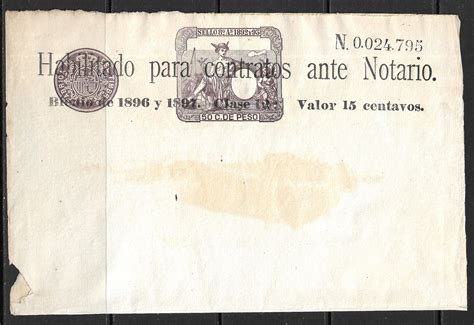 N. 0.024.795
Habilitado para contratos ante Notario.
Bienio de 1896 y 1897. Clase 12ª Valor 15 centavos.
50 C. DE PESO